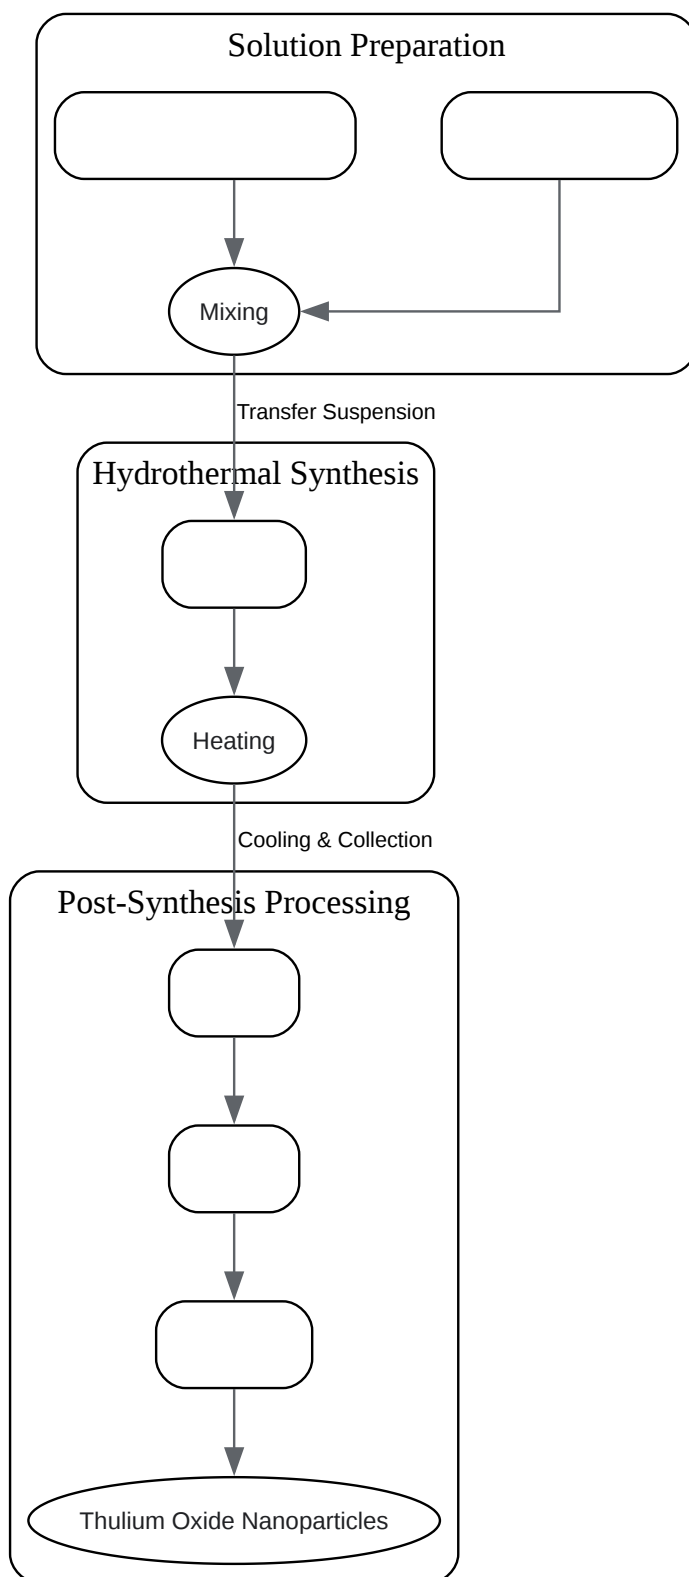 Solution Preparation
Mixing
Transfer Suspension
Hydrothermal Synthesis
Heating
Cooling & Collection
Post-Synthesis Processing
Thulium Oxide Nanoparticles